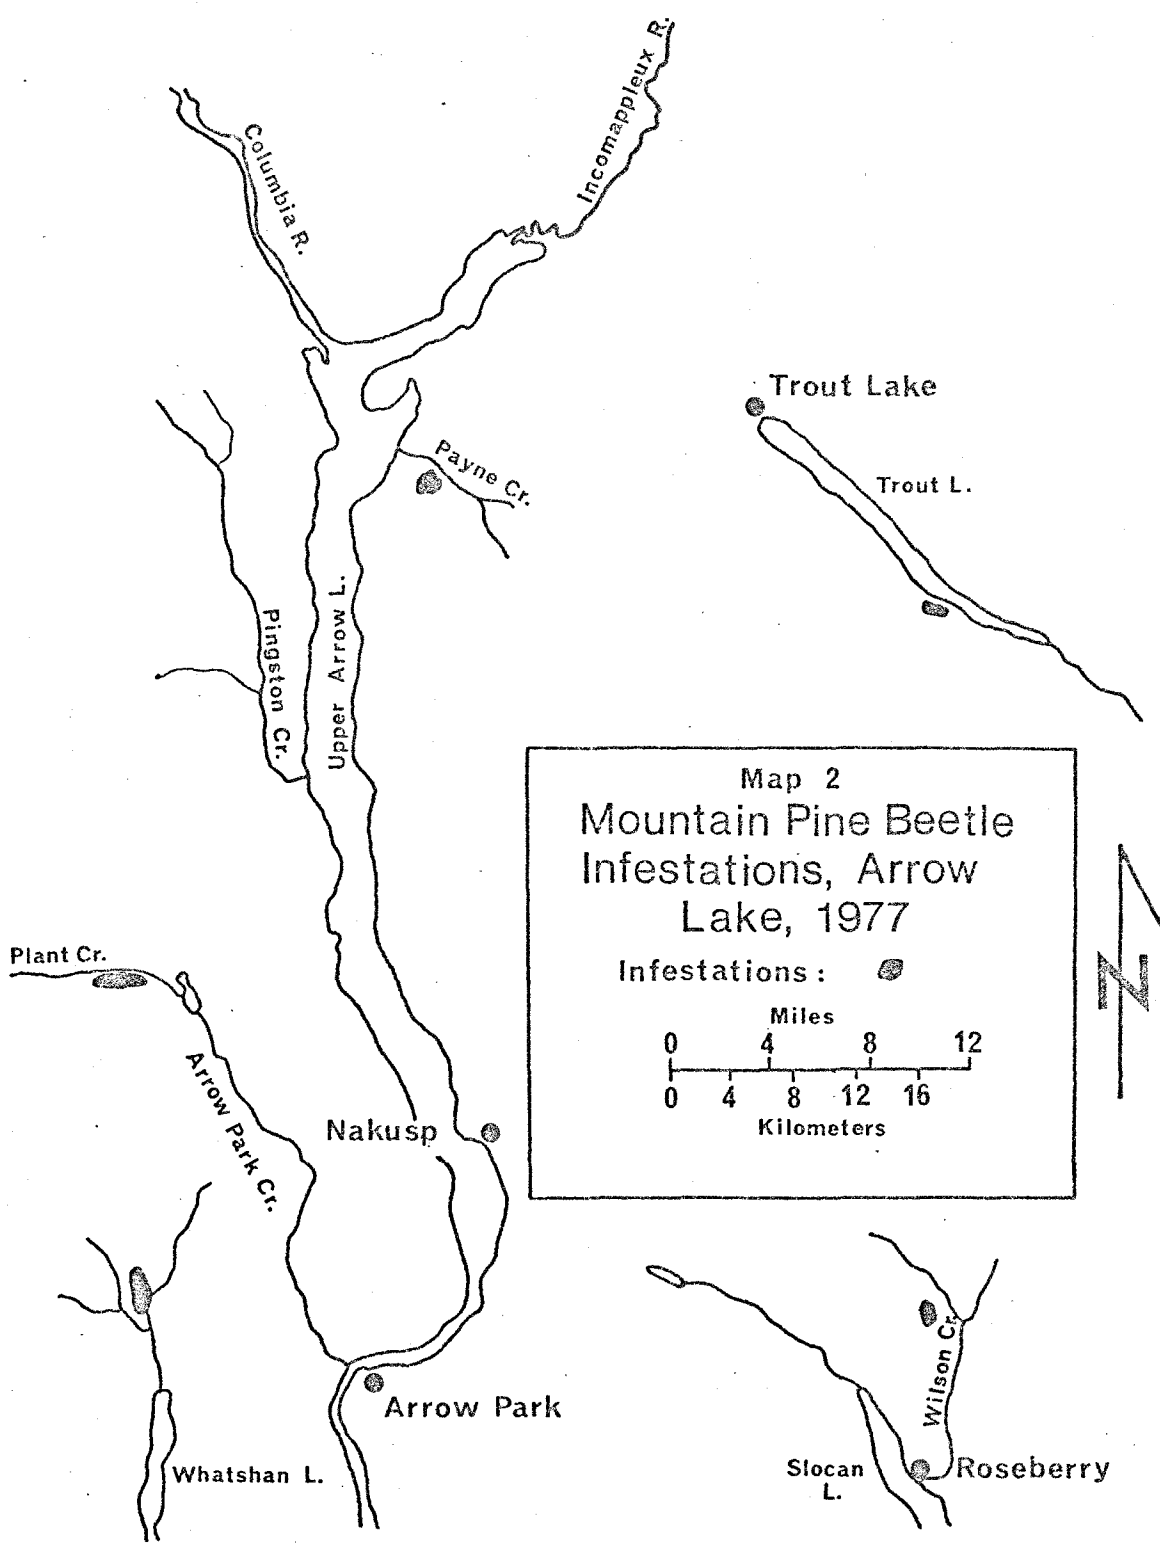 Incomappleux R.
Columbia R.
Trout Lake
Payne Cr.
Trout L.
Pingston Cr.
Upper Arrow L.
Map 2
Mountain Pine Beetle
Infestations, Arrow
Lake, 1977
Infestations:
Miles
0 4 8 12
0 4 8 12 16
Kilometers
N
Plant Cr.
Arrow Park Cr.
Nakusp
Arrow Park
Whatshan L.
Wilson Cr.
Slocan
L.
Roseberry